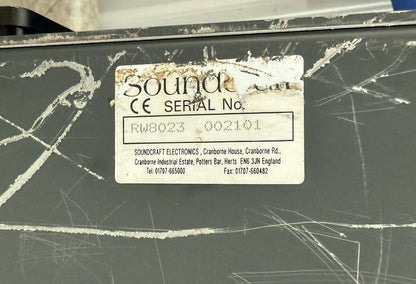 Soundcraft
CE SERIAL No.
RW8023 002101
SOUNDCRAFT ELECTRONICS , Cranborne House, Cranborne Rd.,
Cranborne Industrial Estate, Potters Bar, Herts EN6 3JN England
Tel: 01707-665000 Fax: 01707-660482